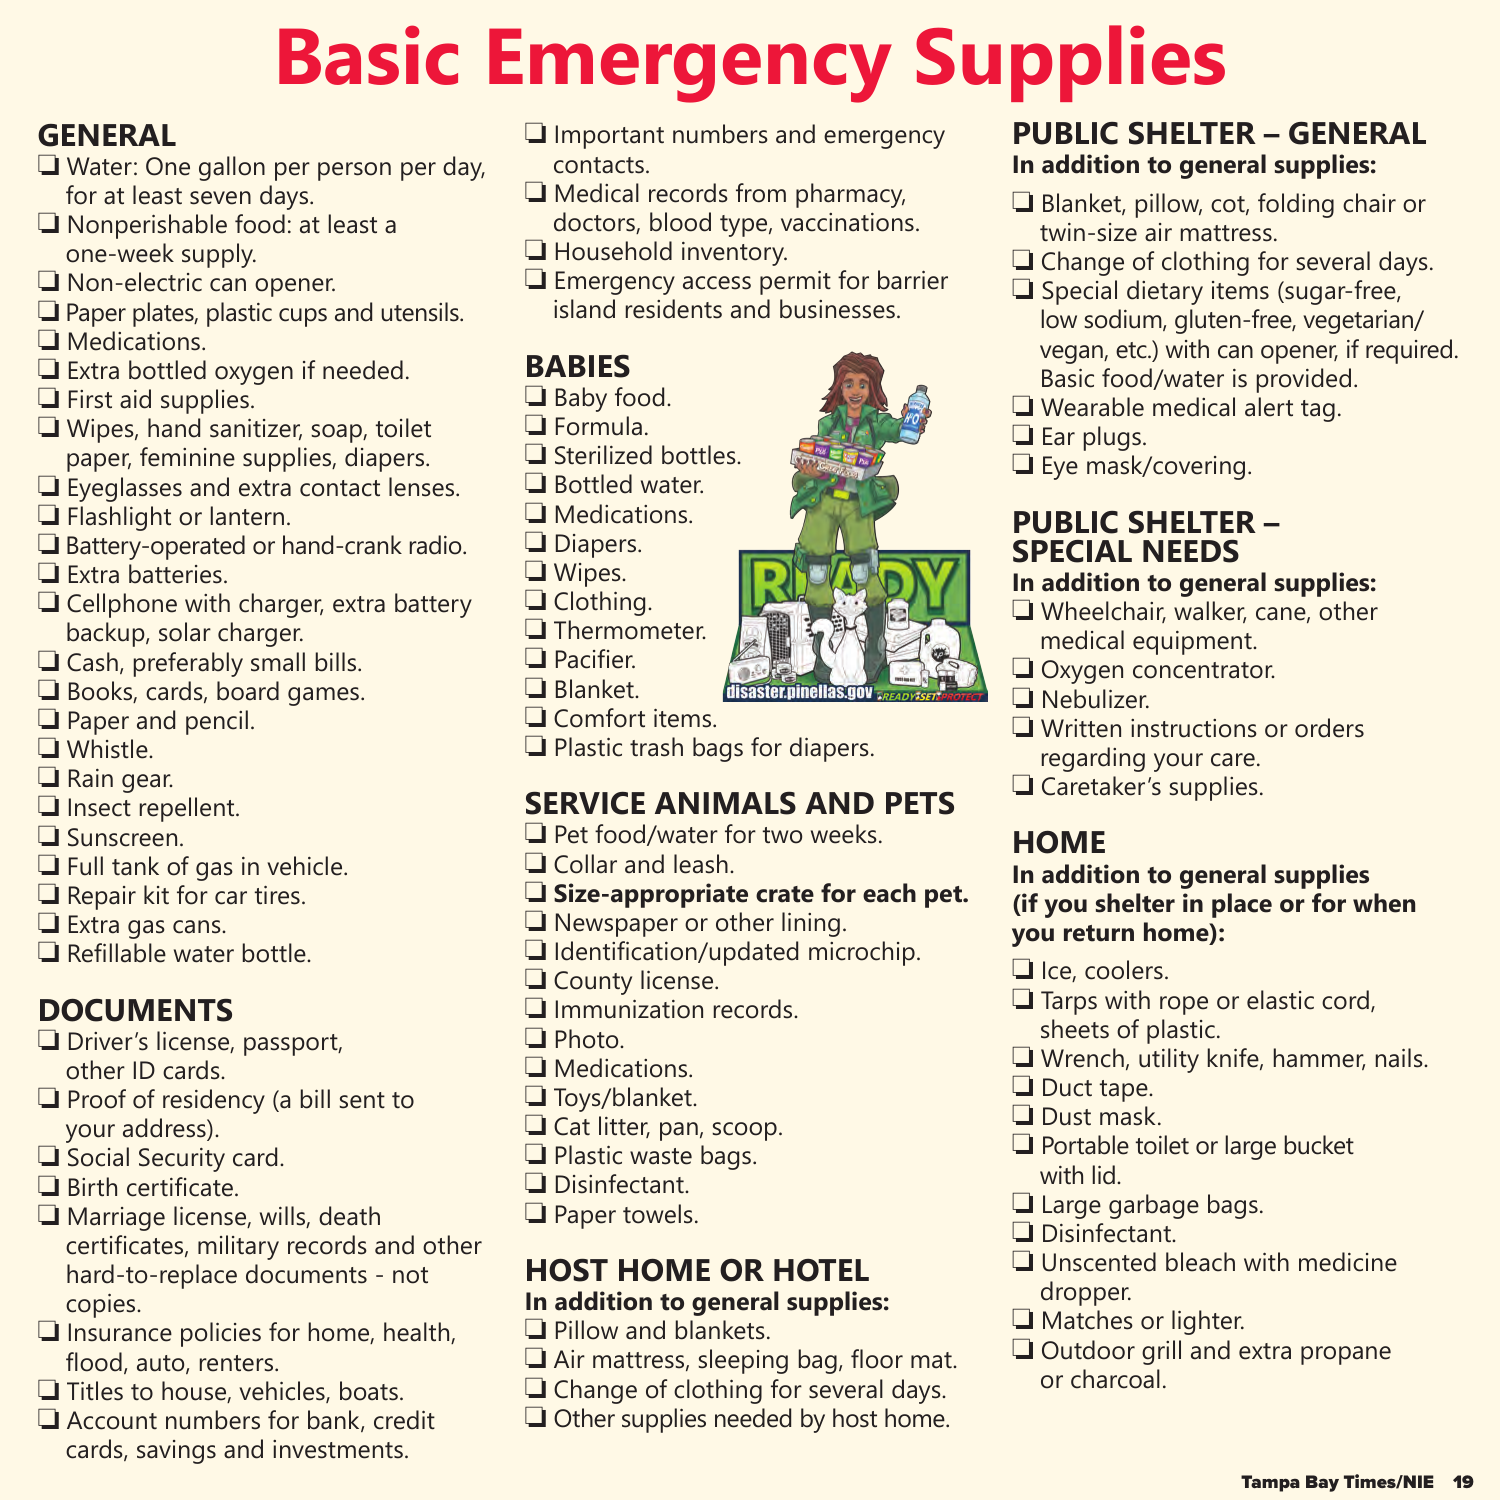 Basic Emergency Supplies
GENERAL
❏ Water: One gallon per person per day,
for at least seven days.
❏ Nonperishable food: at least a
one-week supply.
❏ Non-electric can opener.
❏ Paper plates, plastic cups and utensils.
❏ Medications.
❏ Extra bottled oxygen if needed.
❏ First aid supplies.
❏ Wipes, hand sanitizer, soap, toilet
paper, feminine supplies, diapers.
❏ Eyeglasses and extra contact lenses.
❏ Flashlight or lantern.
❏ Battery-operated or hand-crank radio.
❏ Extra batteries.
❏ Cellphone with charger, extra battery
backup, solar charger.
❏ Cash, preferably small bills.
❏ Books, cards, board games.
❏ Paper and pencil.
❏ Whistle.
❏ Rain gear.
❏ Insect repellent.
❏ Sunscreen.
❏ Full tank of gas in vehicle.
❏ Repair kit for car tires.
❏ Extra gas cans.
❏ Refillable water bottle.
DOCUMENTS
❏ Driver’s license, passport,
other ID cards.
❏ Proof of residency (a bill sent to
your address).
❏ Social Security card.
❏ Birth certificate.
❏ Marriage license, wills, death
certificates, military records and other
hard-to-replace documents - not
copies.
❏ Insurance policies for home, health,
flood, auto, renters.
❏ Titles to house, vehicles, boats.
❏ Account numbers for bank, credit
cards, savings and investments.
❏ Important numbers and emergency
contacts.
❏ Medical records from pharmacy,
doctors, blood type, vaccinations.
❏ Household inventory.
❏ Emergency access permit for barrier
island residents and businesses.
BABIES
❏ Baby food.
❏ Formula.
❏ Sterilized bottles.
❏ Bottled water.
❏ Medications.
❏ Diapers.
❏ Wipes.
❏ Clothing.
❏ Thermometer.
❏ Pacifier.
❏ Blanket.
❏ Comfort items.
❏ Plastic trash bags for diapers.
READY
disaster.pinellas.gov
READY SET PROTECT
SERVICE ANIMALS AND PETS
❏ Pet food/water for two weeks.
❏ Collar and leash.
❏ Size-appropriate crate for each pet.
❏ Newspaper or other lining.
❏ Identification/updated microchip.
❏ County license.
❏ Immunization records.
❏ Photo.
❏ Medications.
❏ Toys/blanket.
❏ Cat litter, pan, scoop.
❏ Plastic waste bags.
❏ Disinfectant.
❏ Paper towels.
HOST HOME OR HOTEL
In addition to general supplies:
❏ Pillow and blankets.
❏ Air mattress, sleeping bag, floor mat.
❏ Change of clothing for several days.
❏ Other supplies needed by host home.
PUBLIC SHELTER – GENERAL
In addition to general supplies:
❏ Blanket, pillow, cot, folding chair or
twin-size air mattress.
❏ Change of clothing for several days.
❏ Special dietary items (sugar-free,
low sodium, gluten-free, vegetarian/
vegan, etc.) with can opener, if required.
Basic food/water is provided.
❏ Wearable medical alert tag.
❏ Ear plugs.
❏ Eye mask/covering.
PUBLIC SHELTER –
SPECIAL NEEDS
In addition to general supplies:
❏ Wheelchair, walker, cane, other
medical equipment.
❏ Oxygen concentrator.
❏ Nebulizer.
❏ Written instructions or orders
regarding your care.
❏ Caretaker’s supplies.
HOME
In addition to general supplies
(if you shelter in place or for when
you return home):
❏ Ice, coolers.
❏ Tarps with rope or elastic cord,
sheets of plastic.
❏ Wrench, utility knife, hammer, nails.
❏ Duct tape.
❏ Dust mask.
❏ Portable toilet or large bucket
with lid.
❏ Large garbage bags.
❏ Disinfectant.
❏ Unscented bleach with medicine
dropper.
❏ Matches or lighter.
❏ Outdoor grill and extra propane
or charcoal.
Tampa Bay Times/NIE 19